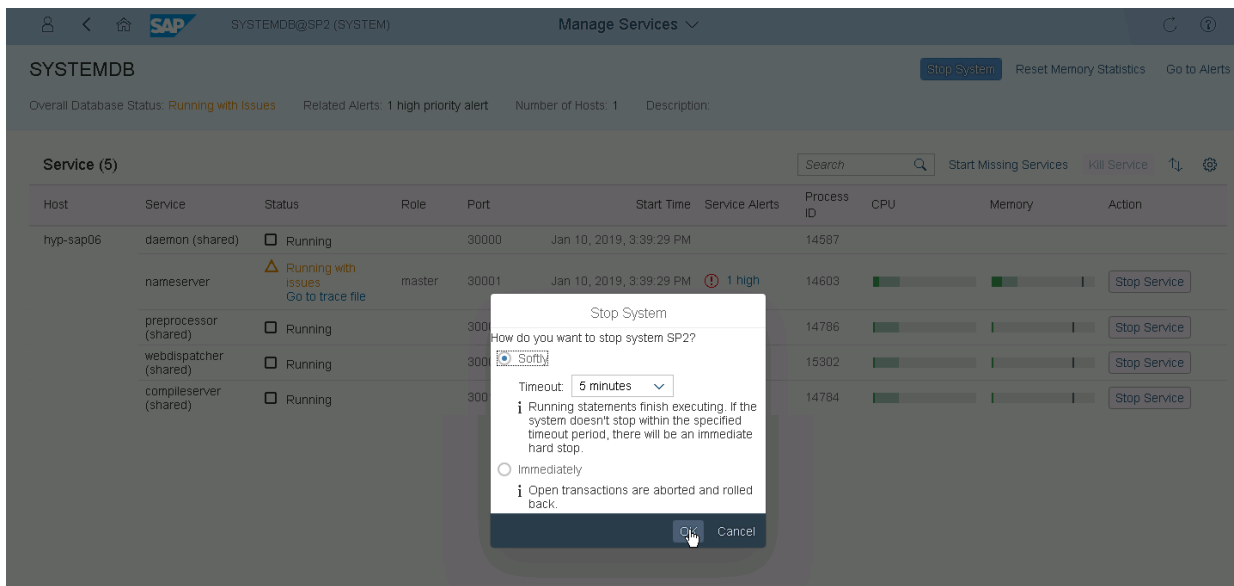 SAP SYSTEMDB@SP2 (SYSTEM) Manage Services
SYSTEMDB Stop System Reset Memory Statistics Go to Alerts
Overall Database Status: Running with Issues Related Alerts: 1 high priority alert Number of Hosts: 1 Description:
Service (5) Search Start Missing Services Kill Service
Host Service Status Role Port Start Time Service Alerts Process ID CPU Memory Action
hyp-sap06 daemon (shared) Running 30000 Jan 10, 2019, 3:39:29 PM 14587
nameserver Running with Issues master 30001 Jan 10, 2019, 3:39:29 PM 1 high 14603 Stop Service
Go to trace file
preprocessor (shared) Running 14786 Stop Service
webdispatcher (shared) Running 15302 Stop Service
compileserver (shared) Running 14784 Stop Service
Stop System
How do you want to stop system SP2?
Softly
Timeout: 5 minutes
i Running statements finish executing. If the
system doesn't stop within the specified
timeout period, there will be an immediate
hard stop.
Immediately
i Open transactions are aborted and rolled
back.
OK Cancel